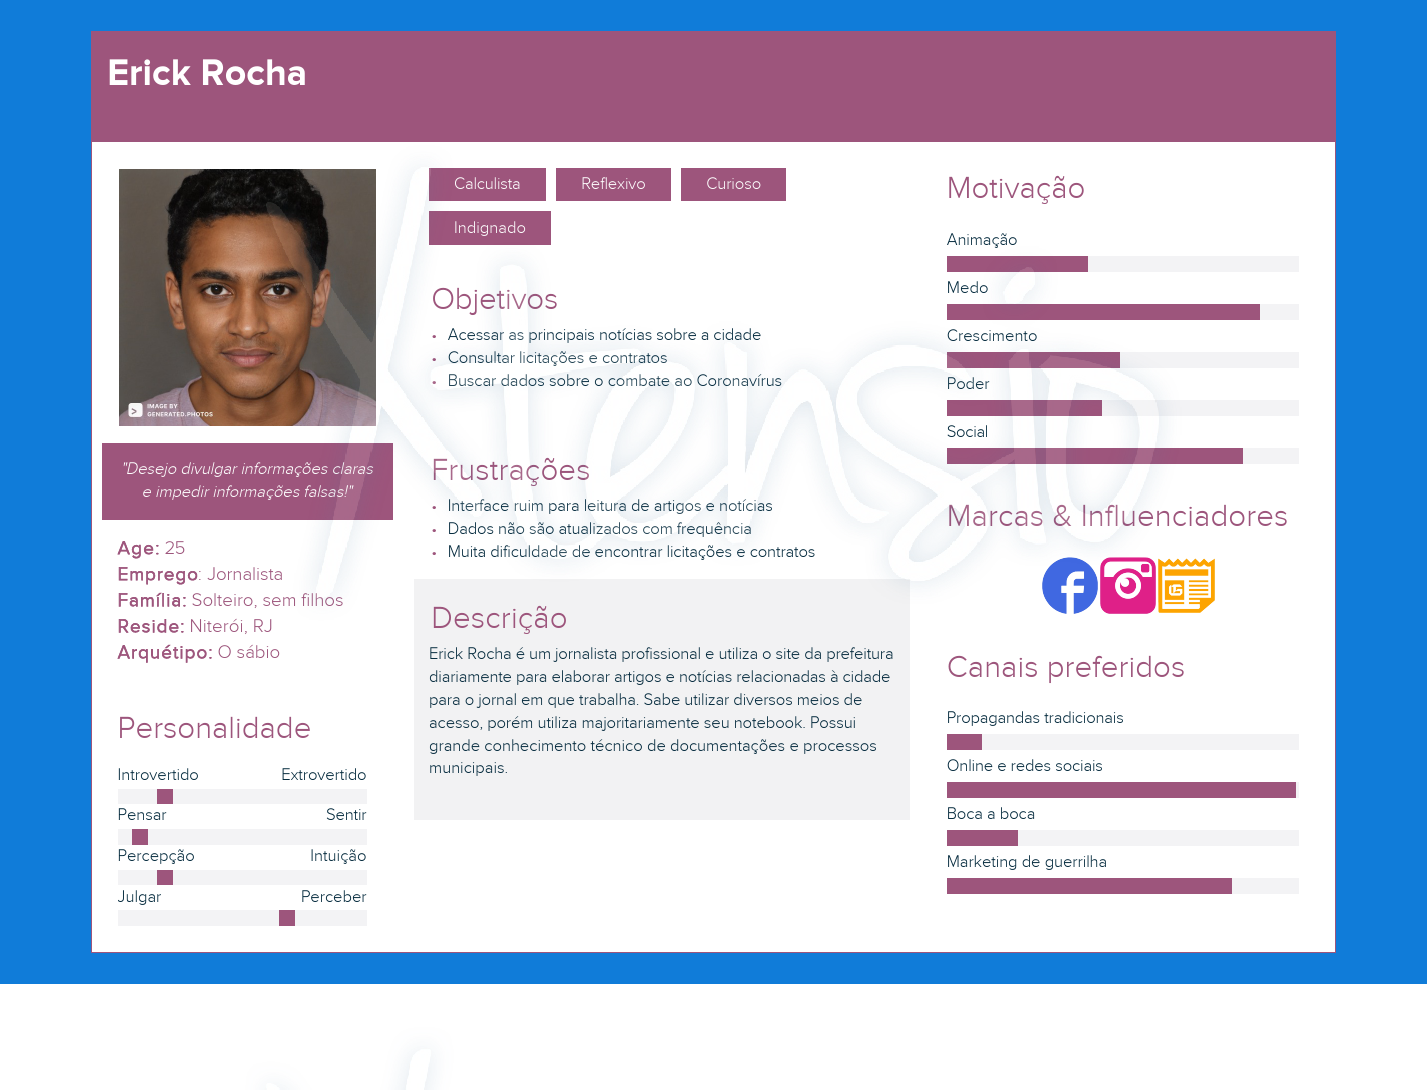 Erick Rocha
IMAGE BY
GENERATED.PHOTOS
"Desejo divulgar informações claras
e impedir informações falsas!"
Age: 25
Emprego: Jornalista
Família: Solteiro, sem filhos
Reside: Niterói, RJ
Arquétipo: O sábio
Personalidade
Introvertido Extrovertido
Pensar Sentir
Percepção Intuição
Julgar Perceber
Calculista Reflexivo Curioso
Indignado
Objetivos
• Acessar as principais notícias sobre a cidade
• Consultar licitações e contratos
• Buscar dados sobre o combate ao Coronavírus
Frustrações
• Interface ruim para leitura de artigos e notícias
• Dados não são atualizados com frequência
• Muita dificuldade de encontrar licitações e contratos
Descrição
Erick Rocha é um jornalista profissional e utiliza o site da prefeitura
diariamente para elaborar artigos e notícias relacionadas à cidade
para o jornal em que trabalha. Sabe utilizar diversos meios de
acesso, porém utiliza majoritariamente seu notebook. Possui
grande conhecimento técnico de documentações e processos
municipais.
Motivação
Animação
Medo
Crescimento
Poder
Social
Marcas & Influenciadores
Canais preferidos
Propagandas tradicionais
Online e redes sociais
Boca a boca
Marketing de guerrilha
Xtensio